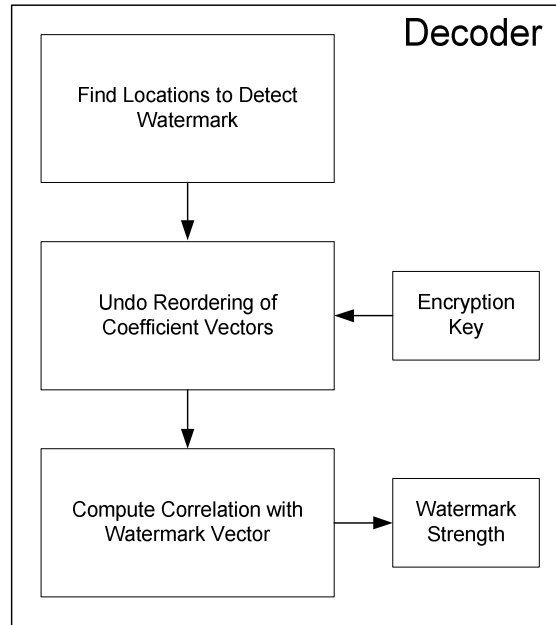 Decoder
Find Locations to Detect
Watermark
Undo Reordering of
Coefficient Vectors
Encryption
Key
Compute Correlation with
Watermark Vector
Watermark
Strength